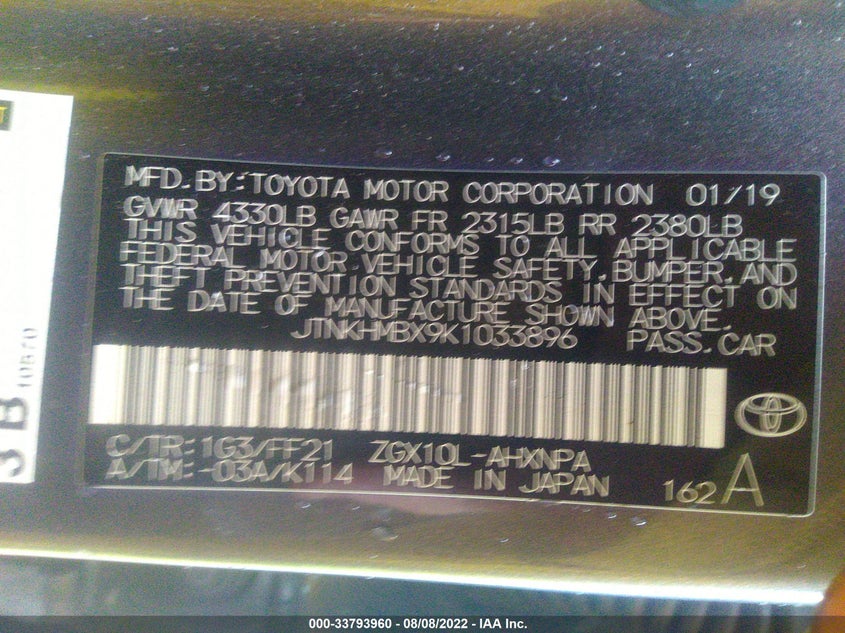 MFD. BY: TOYOTA MOTOR CORPORATION 01/19
GVWR 4330LB GAWR FR 2315LB RR 2380LB
THIS VEHICLE CONFORMS TO ALL APPLICABLE
FEDERAL MOTOR VEHICLE SAFETY, BUMPER, AND
THEFT PREVENTION STANDARDS IN EFFECT ON
THE DATE OF MANUFACTURE SHOWN ABOVE.
JTNKHMBX9K1033896 PASS. CAR
C/TR: 1G3/FF21 ZGX10L-AHXNPA
A/TM: -03A/K114 MADE IN JAPAN
162 A
3 B
000-33793960 - 08/08/2022 - IAA Inc.